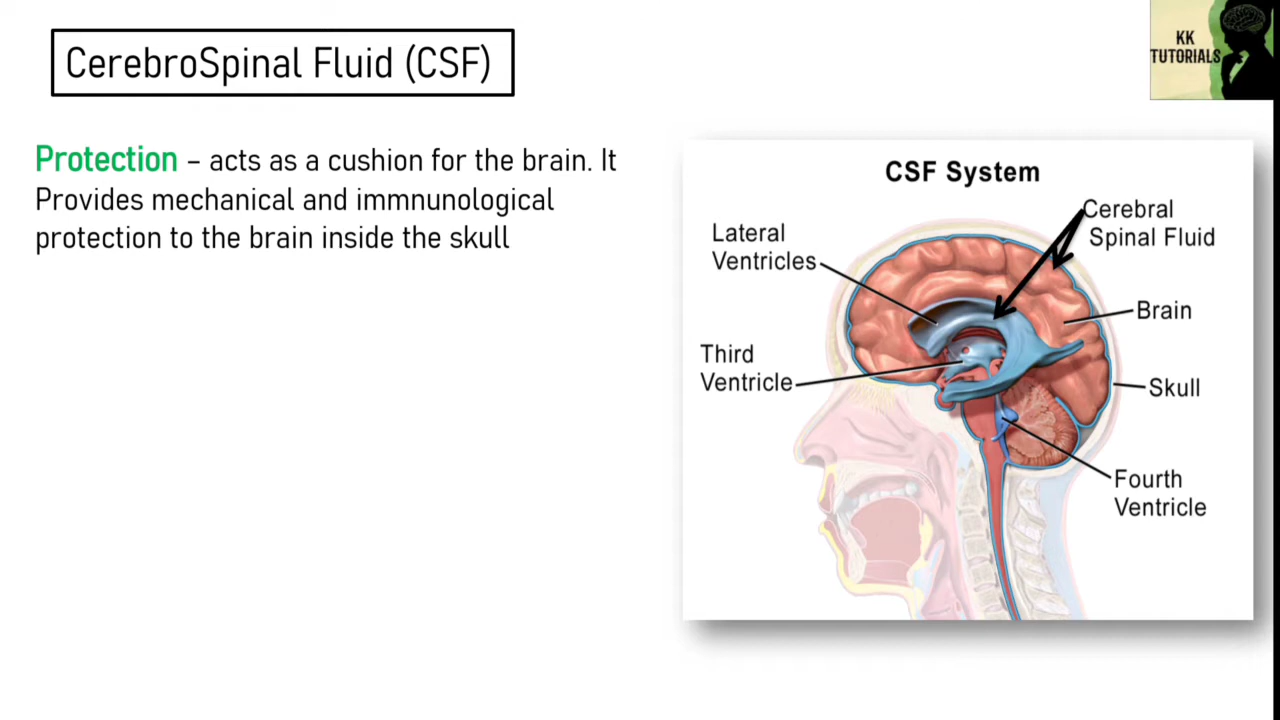 CerebroSpinal Fluid (CSF)
KK
TUTORIALS
Protection – acts as a cushion for the brain. It
Provides mechanical and immnunological
protection to the brain inside the skull
CSF System
Cerebral
Spinal Fluid
Lateral
Ventricles
Brain
Third
Ventricle
Skull
Fourth
Ventricle